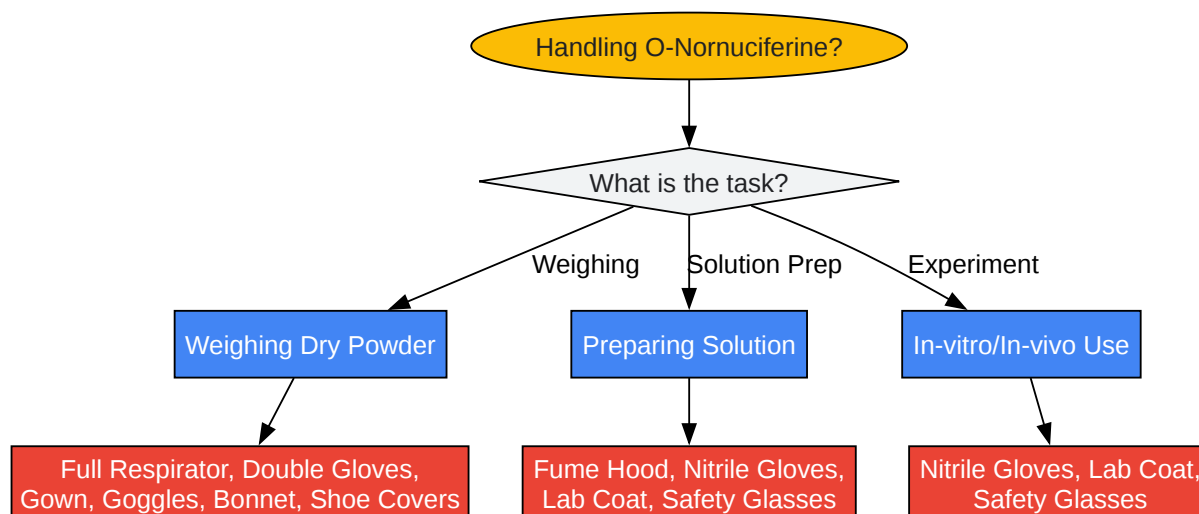 Handling O-Nornuciferine?
What is the task?
Weighing
Solution Prep
Experiment
Weighing Dry Powder
Preparing Solution
In-vitro/In-vivo Use
Full Respirator, Double Gloves,
Gown, Goggles, Bonnet, Shoe Covers
Fume Hood, Nitrile Gloves,
Lab Coat, Safety Glasses
Nitrile Gloves, Lab Coat,
Safety Glasses